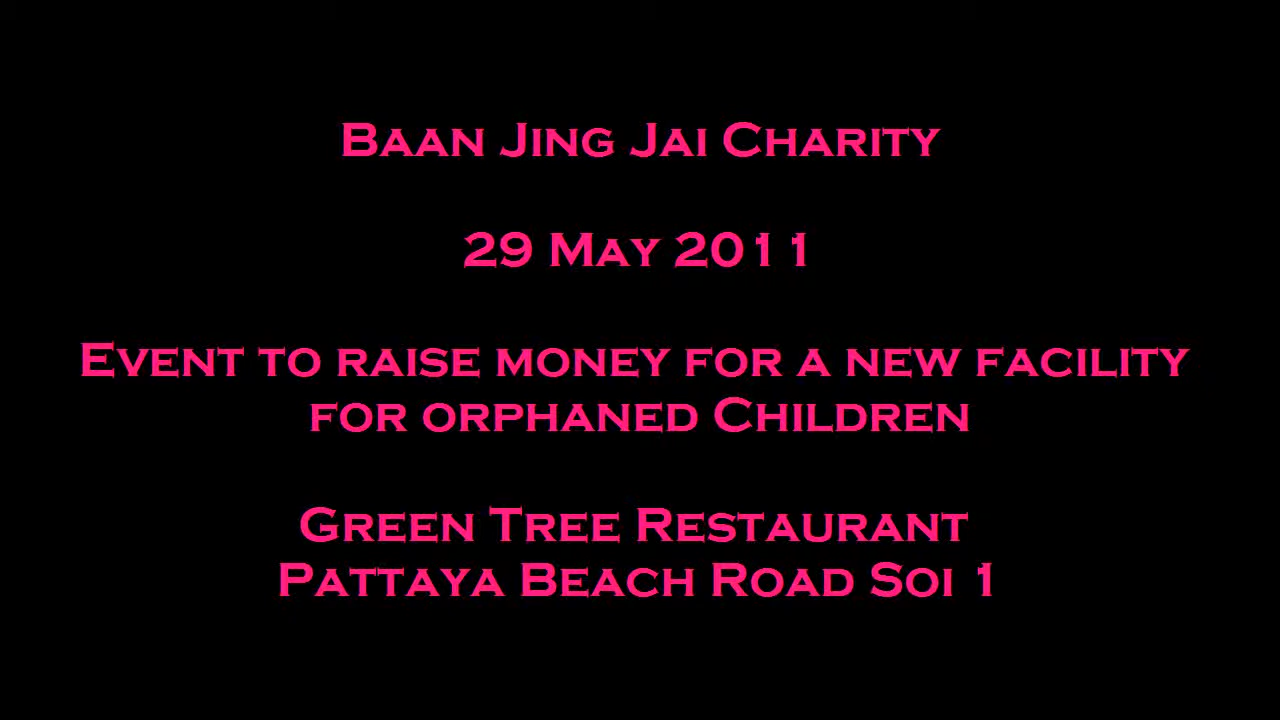 Baan Jing Jai Charity
29 May 2011
Event to raise money for a new facility
for orphaned Children
Green Tree Restaurant
Pattaya Beach Road Soi 1